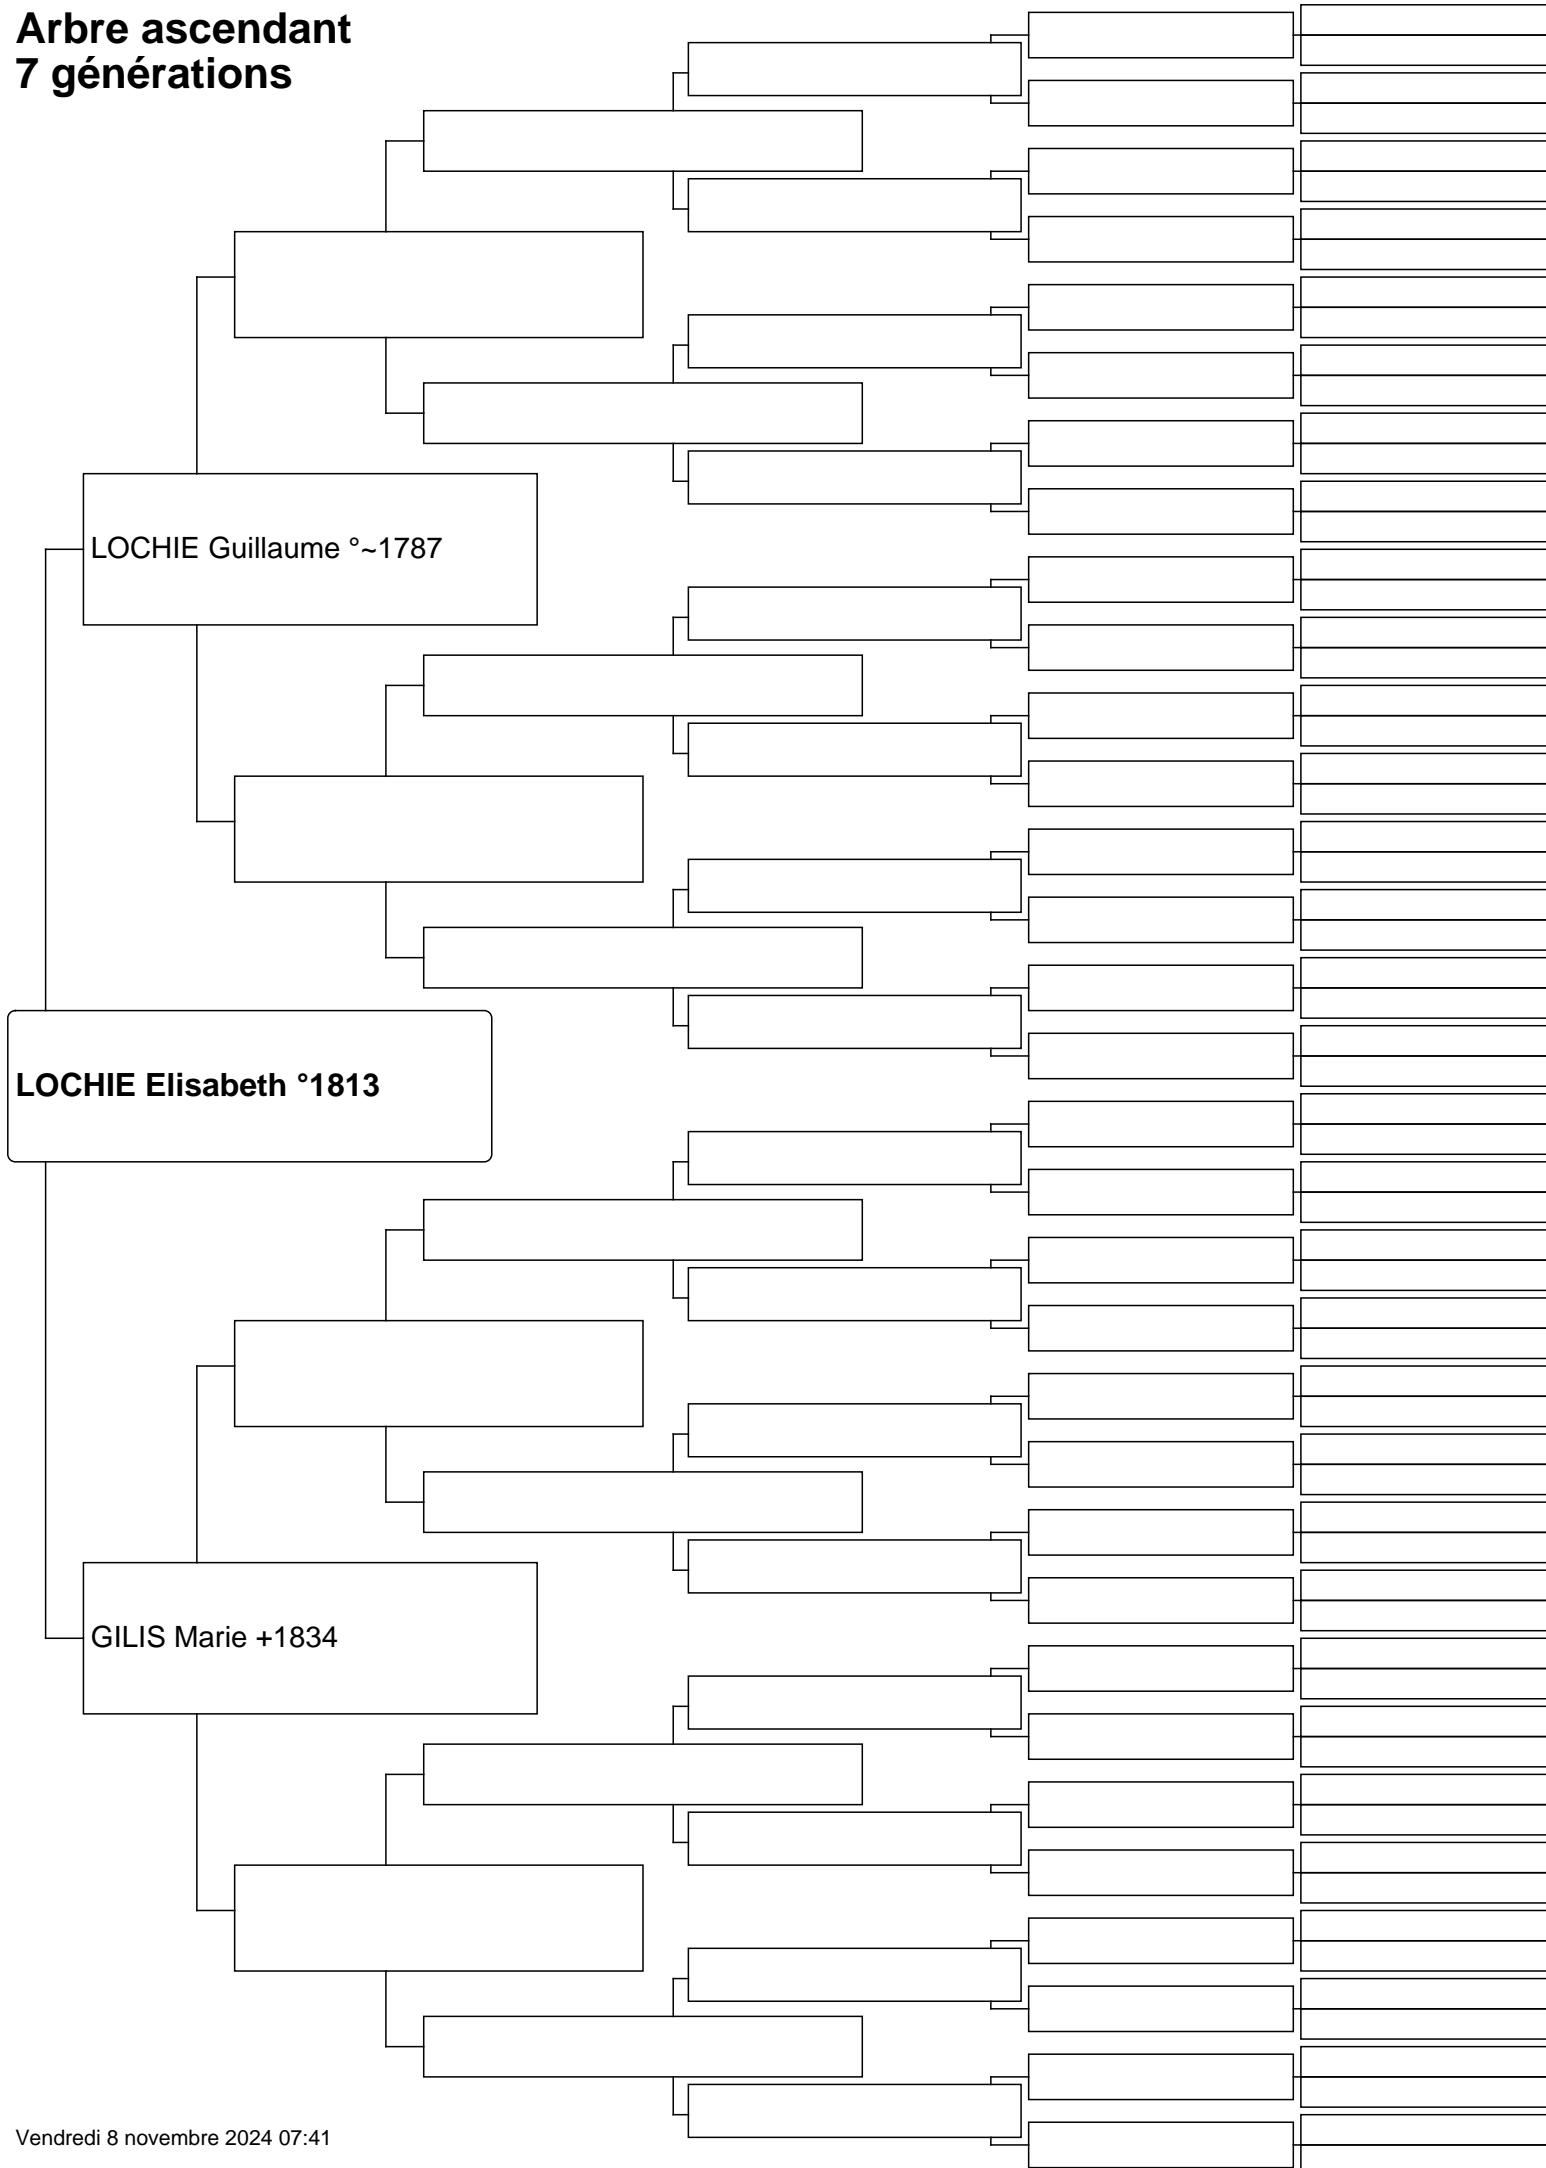 Arbre ascendant
7 générations
LOCHIE Guillaume °~1787
LOCHIE Elisabeth °1813
GILIS Marie +1834
Vendredi 8 novembre 2024 07:41